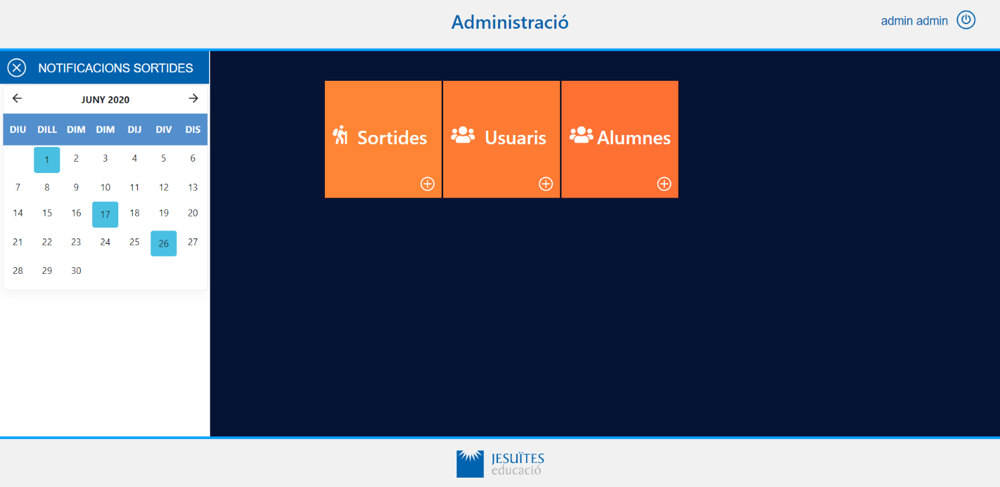 Administració
admin admin
NOTIFICACIONS SORTIDES
JUNY 2020
DIU DILL DIM DIM DIJ DIV DIS
1 2 3 4 5 6
7 8 9 10 11 12 13
14 15 16 17 18 19 20
21 22 23 24 25 26 27
28 29 30
Sortides
Usuaris
Alumnes
JESUÏTES
educació